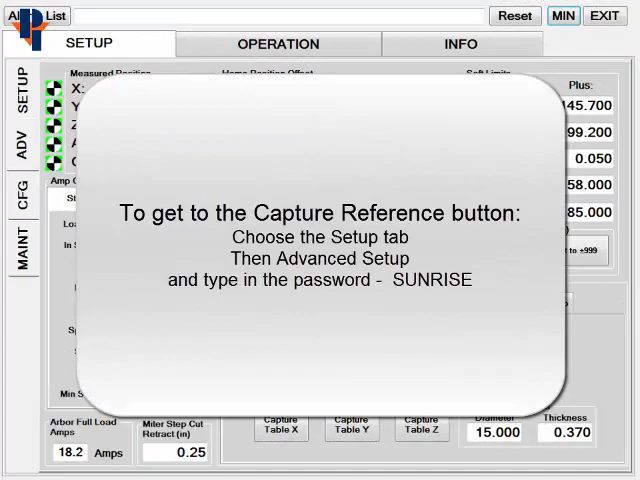 Alarm List
Reset
MIN
EXIT
SETUP
OPERATION
INFO
ADV SETUP
CFG
MAINT
Measured Position
Home Position Offset
Soft Limits
X:
Plus:
145.700
99.200
0.050
58.000
85.000
Amp C
to ±999
To get to the Capture Reference button:
Choose the Setup tab
Then Advanced Setup
and type in the password - SUNRISE
Min S
Arbor Full Load
Amps
18.2 Amps
Miter Step Cut
Retract (in)
0.25
Capture
Table X
Capture
Table Y
Capture
Table Z
Diameter
15.000
Thickness
0.370